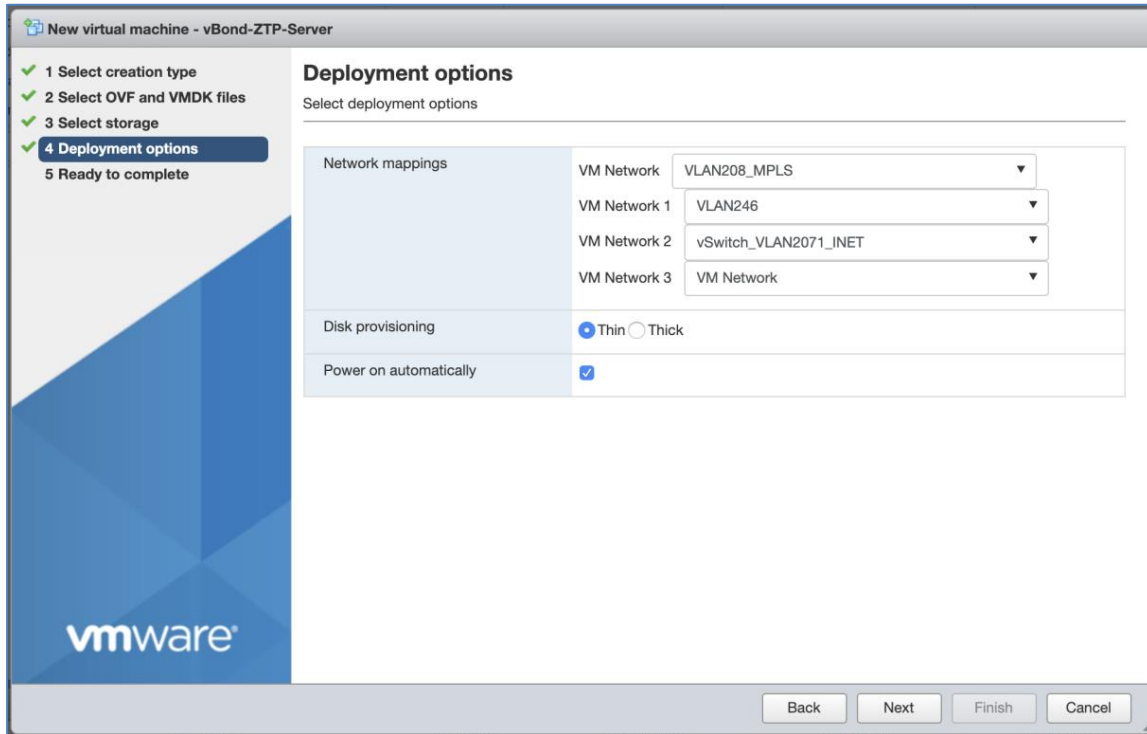 New virtual machine - vBond-ZTP-Server
1 Select creation type
2 Select OVF and VMDK files
3 Select storage
4 Deployment options
5 Ready to complete
vmware®
Deployment options
Select deployment options
Network mappings
VM Network VLAN208_MPLS
VM Network 1 VLAN246
VM Network 2 vSwitch_VLAN2071_INET
VM Network 3 VM Network
Disk provisioning Thin Thick
Power on automatically
Back Next Finish Cancel